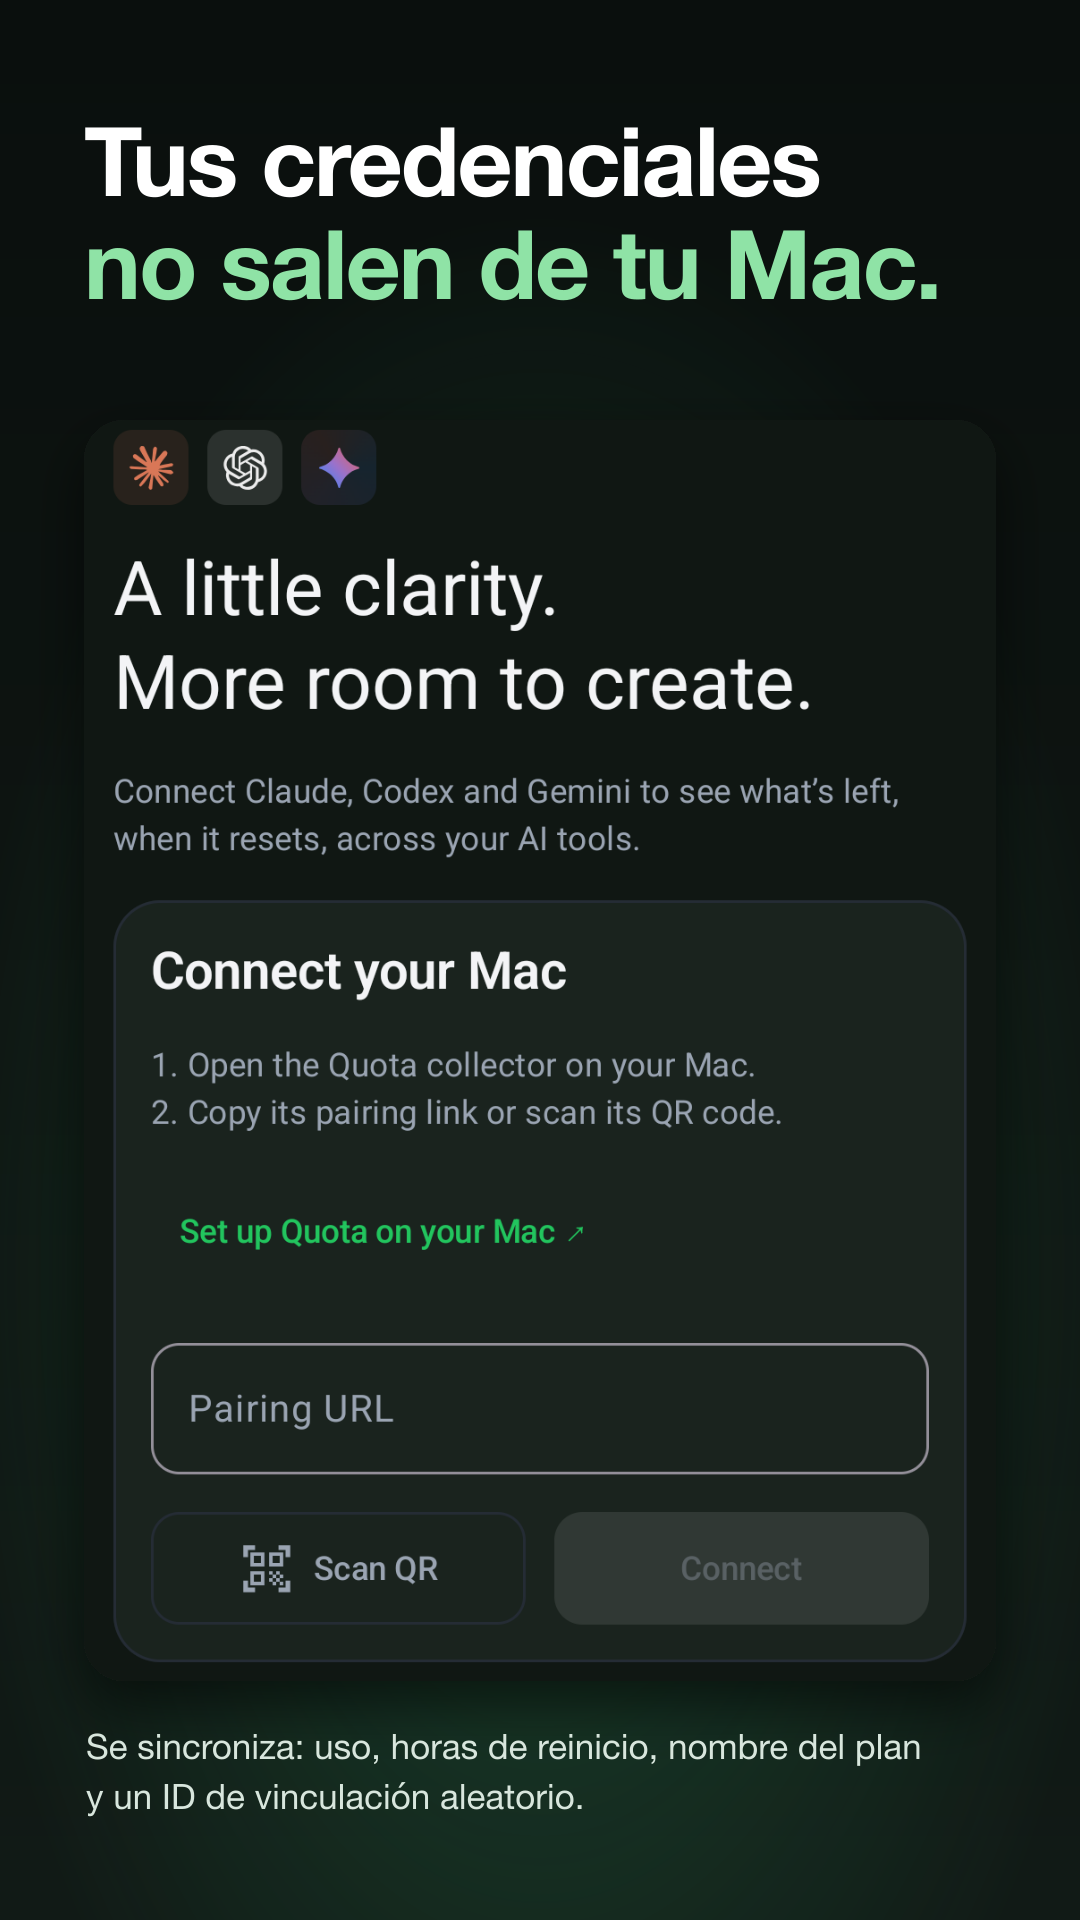 Tus credenciales
no salen de tu Mac.
A little clarity.
More room to create.
Connect Claude, Codex and Gemini to see what’s left,
when it resets, across your AI tools.
Connect your Mac
1. Open the Quota collector on your Mac.
2. Copy its pairing link or scan its QR code.
Set up Quota on your Mac ↗
Pairing URL
Scan QR
Connect
Se sincroniza: uso, horas de reinicio, nombre del plan
y un ID de vinculación aleatorio.